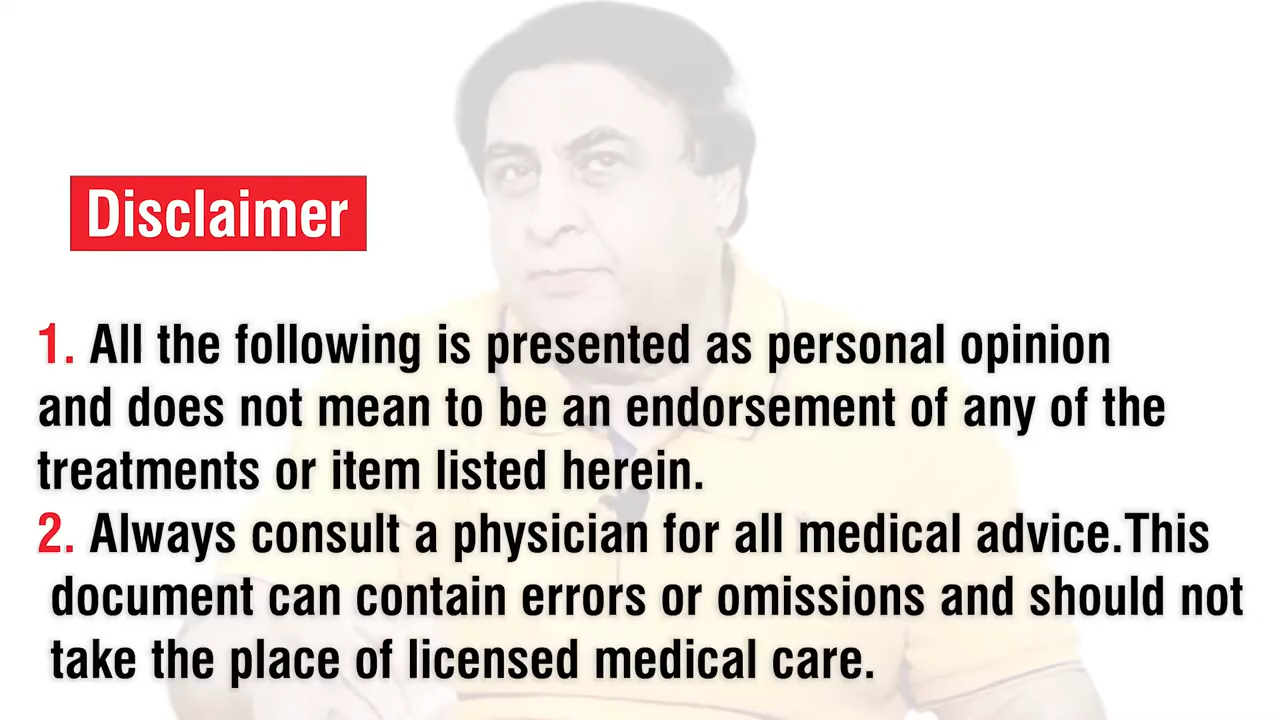 Disclaimer
1. All the following is presented as personal opinion
and does not mean to be an endorsement of any of the
treatments or item listed herein.
2. Always consult a physician for all medical advice.This
document can contain errors or omissions and should not
take the place of licensed medical care.